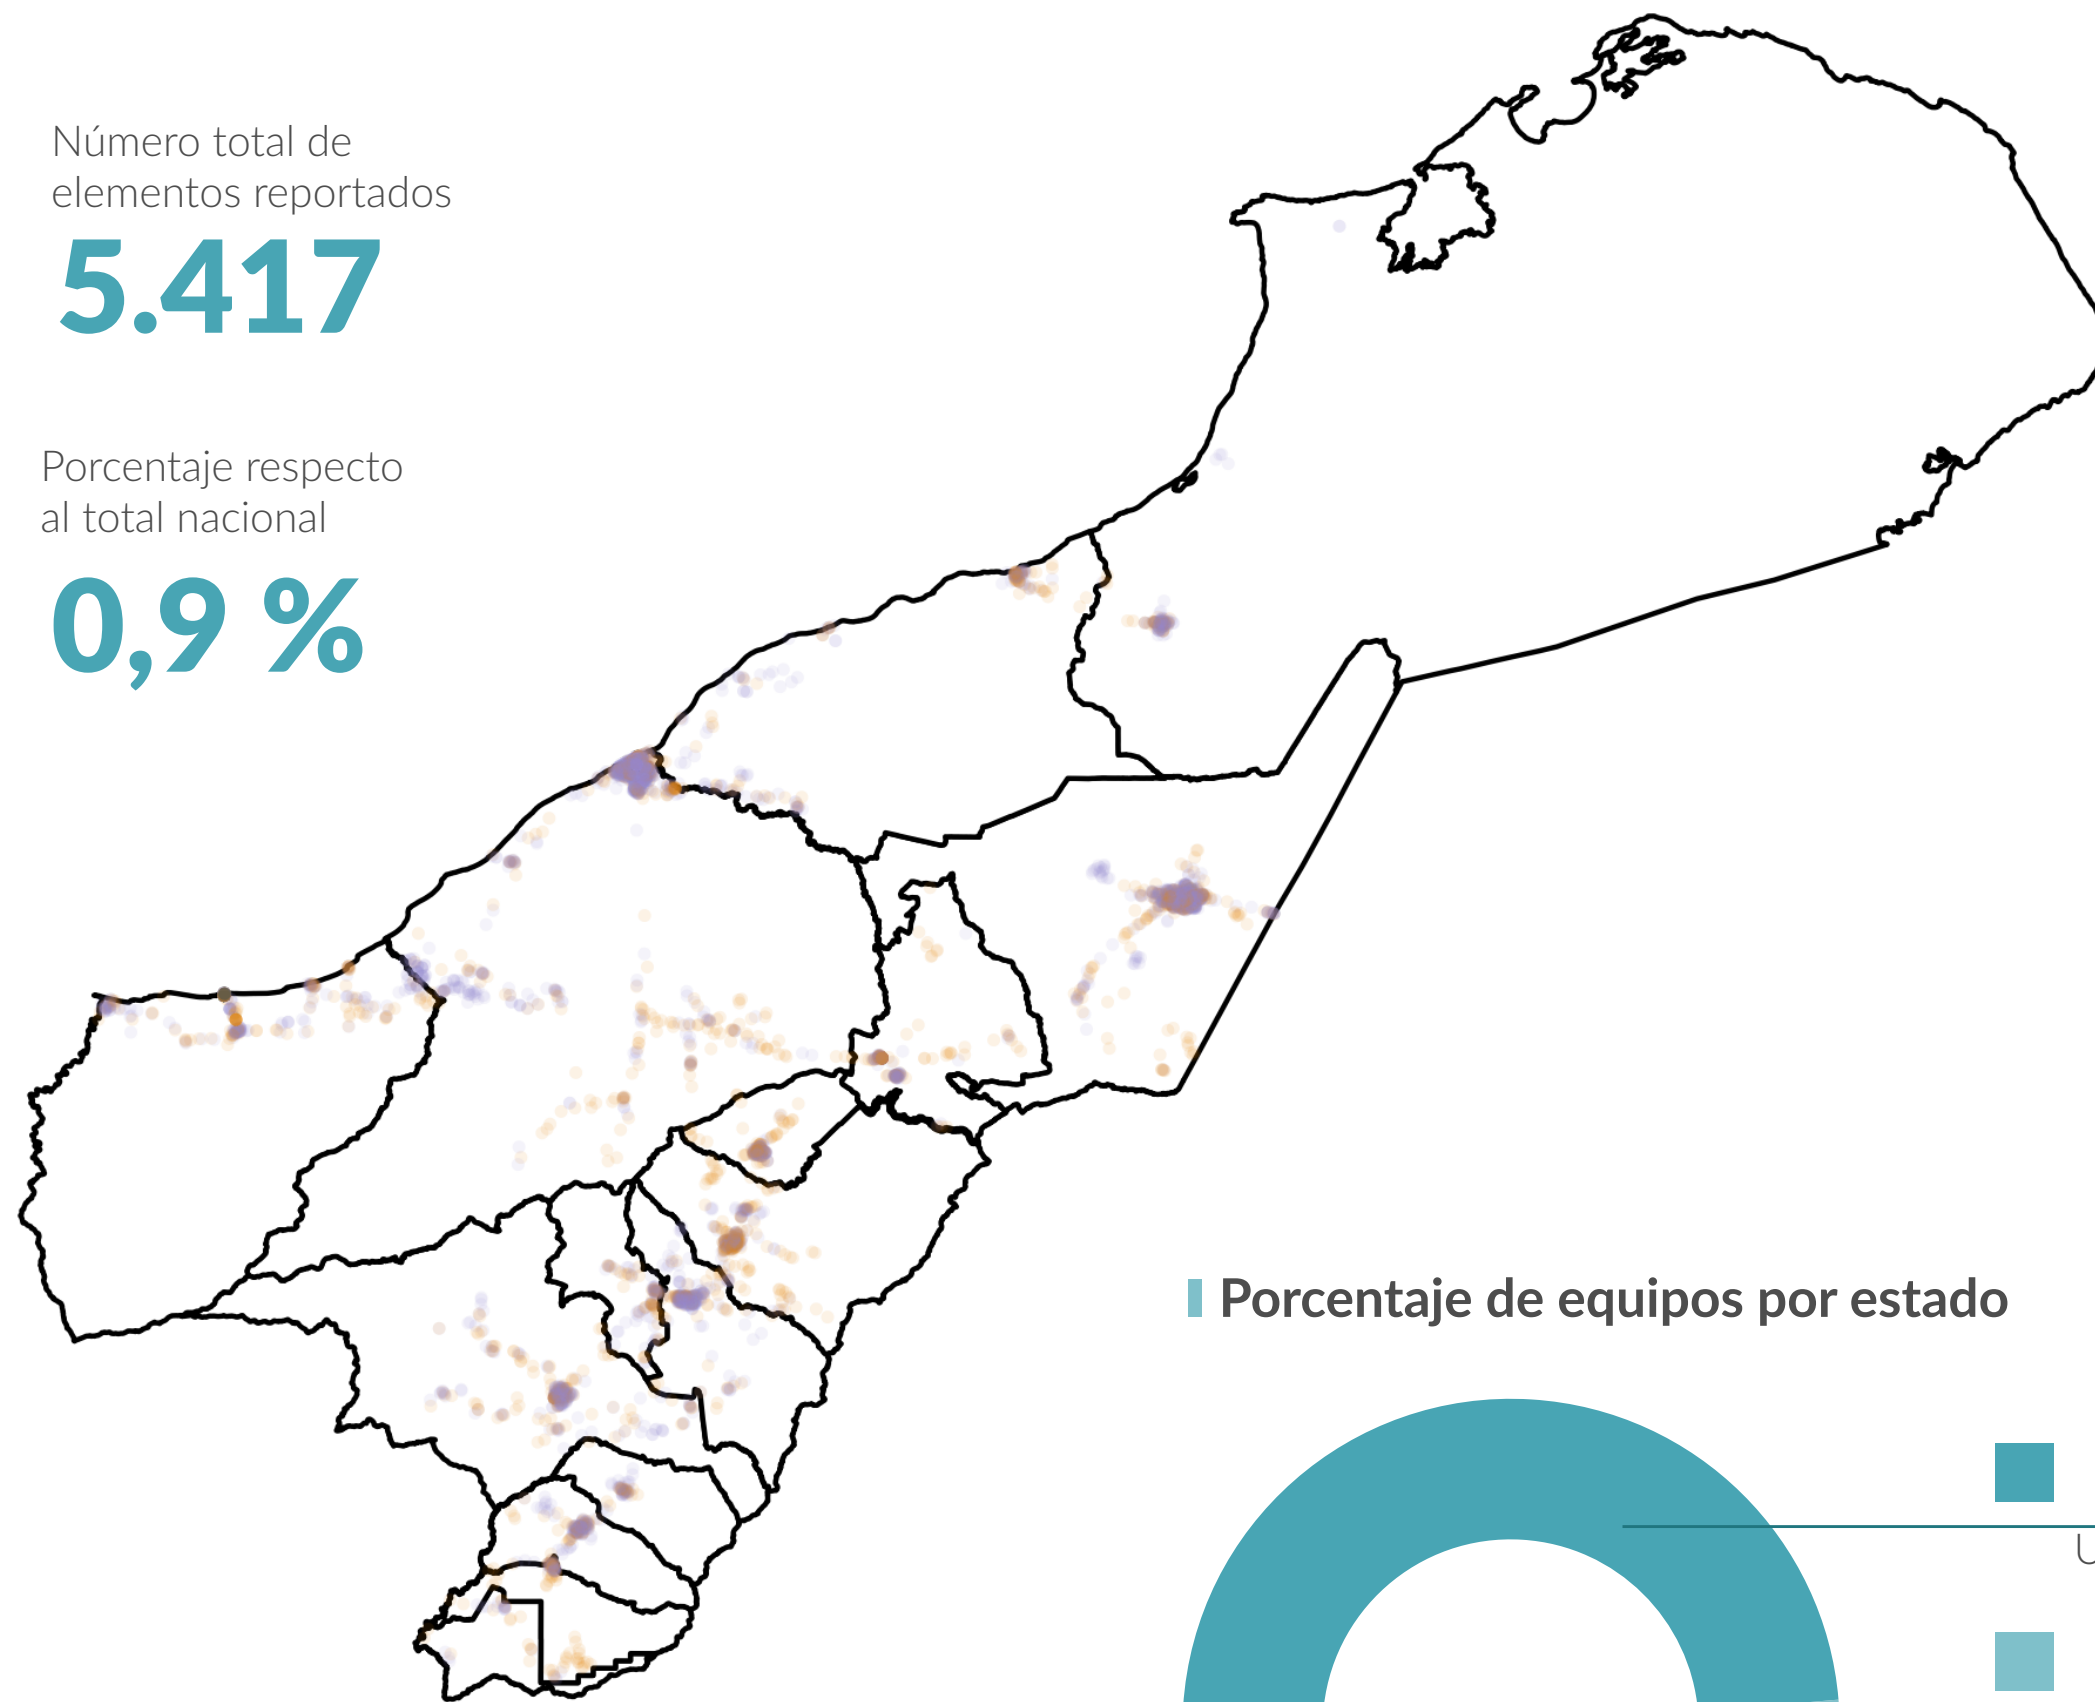 Número total de
elementos reportados
5.417
Porcentaje respecto
al total nacional
0,9 %
Porcentaje de equipos por estado